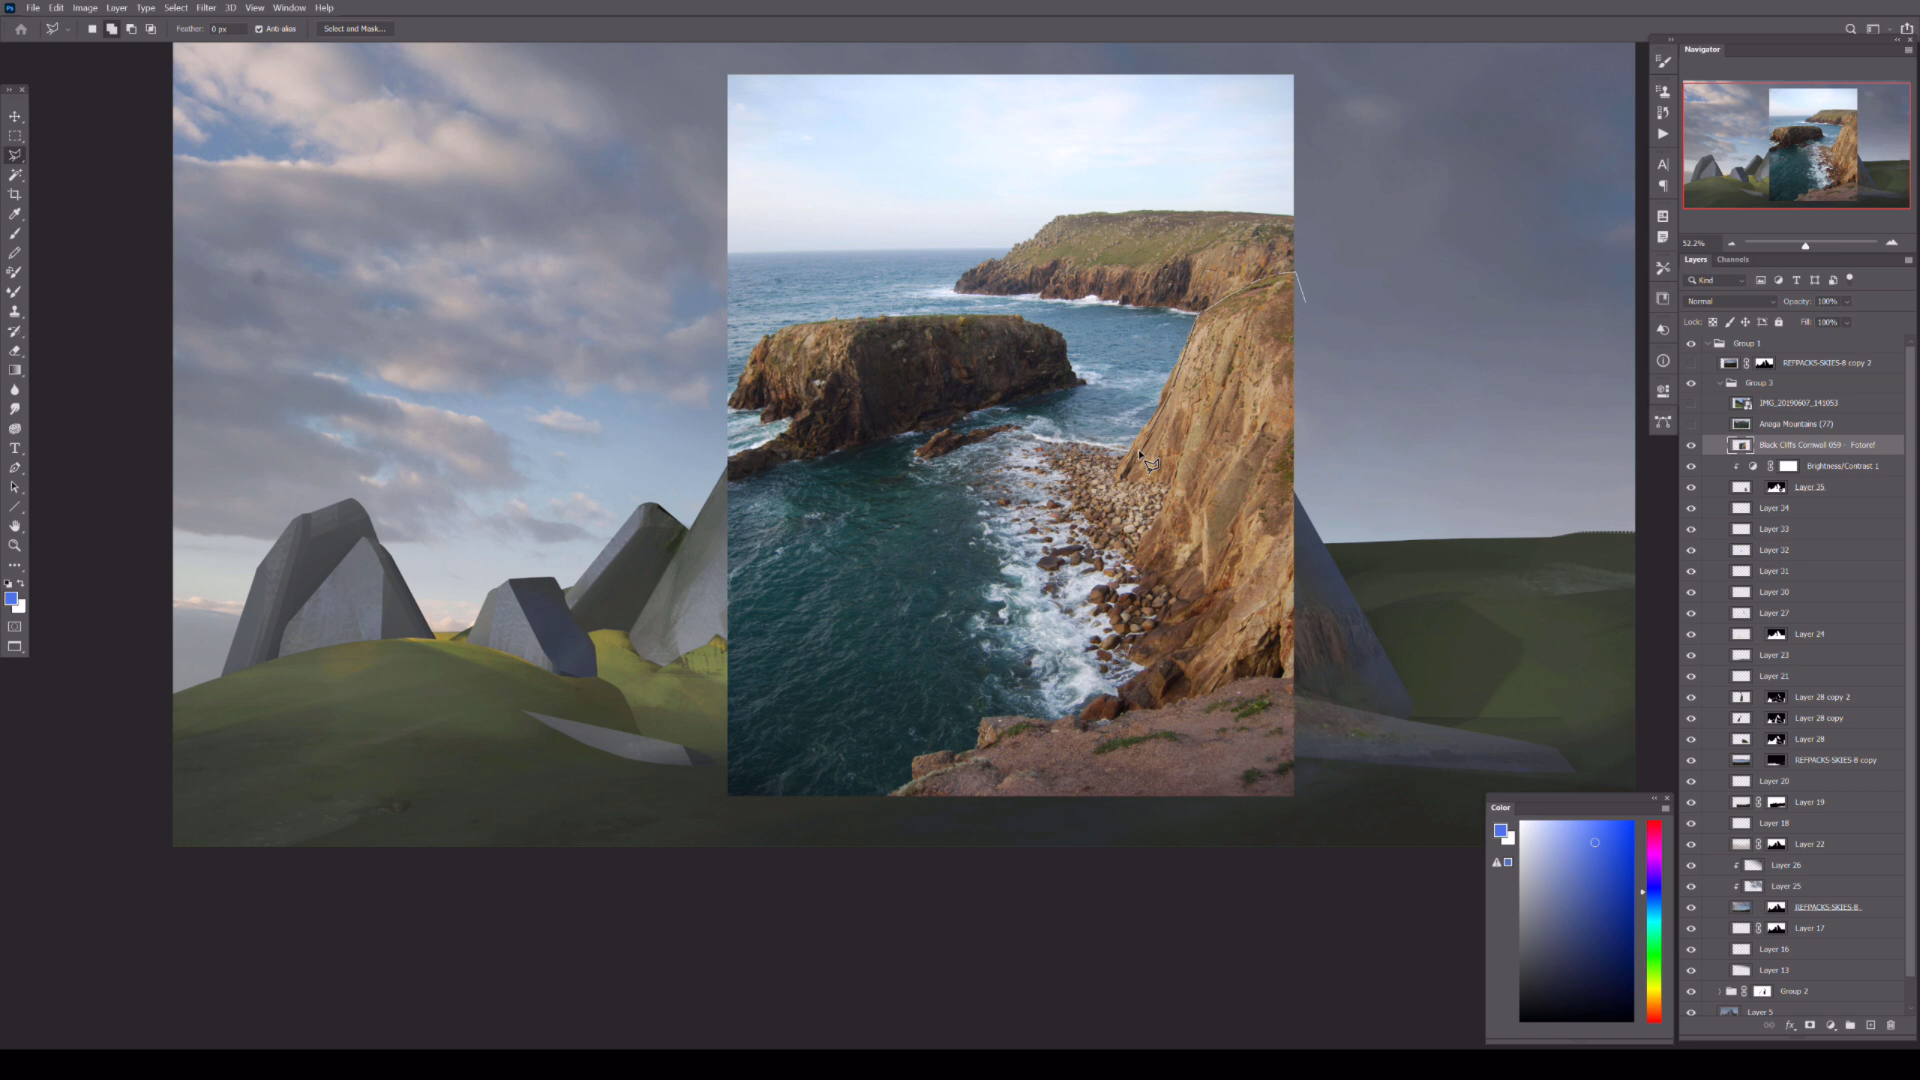 Ps File Edit Image Layer Type Select Filter 3D View Window Help
Feather: 0 px Anti-alias Select and Mask...
Navigator
52.2%
Layers Channels
Kind
Normal Opacity: 100%
Lock: Fill: 100%
Group 1
REFPACKS-SKIES-8 copy 2
Group 3
IMG_20190607_141053
Anaga Mountains (77)
Black Cliffs Cornwall 059 - Fotoref
Brightness/Contrast 1
Layer 35
Layer 34
Layer 33
Layer 32
Layer 31
Layer 30
Layer 27
Layer 24
Layer 23
Layer 21
Layer 28 copy 2
Layer 28 copy
Layer 28
REFPACKS-SKIES-8 copy
Layer 20
Layer 19
Layer 18
Layer 22
Layer 26
Layer 25
REFPACKS-SKIES-8
Layer 17
Layer 16
Layer 13
Group 2
Layer 5
fx
Color